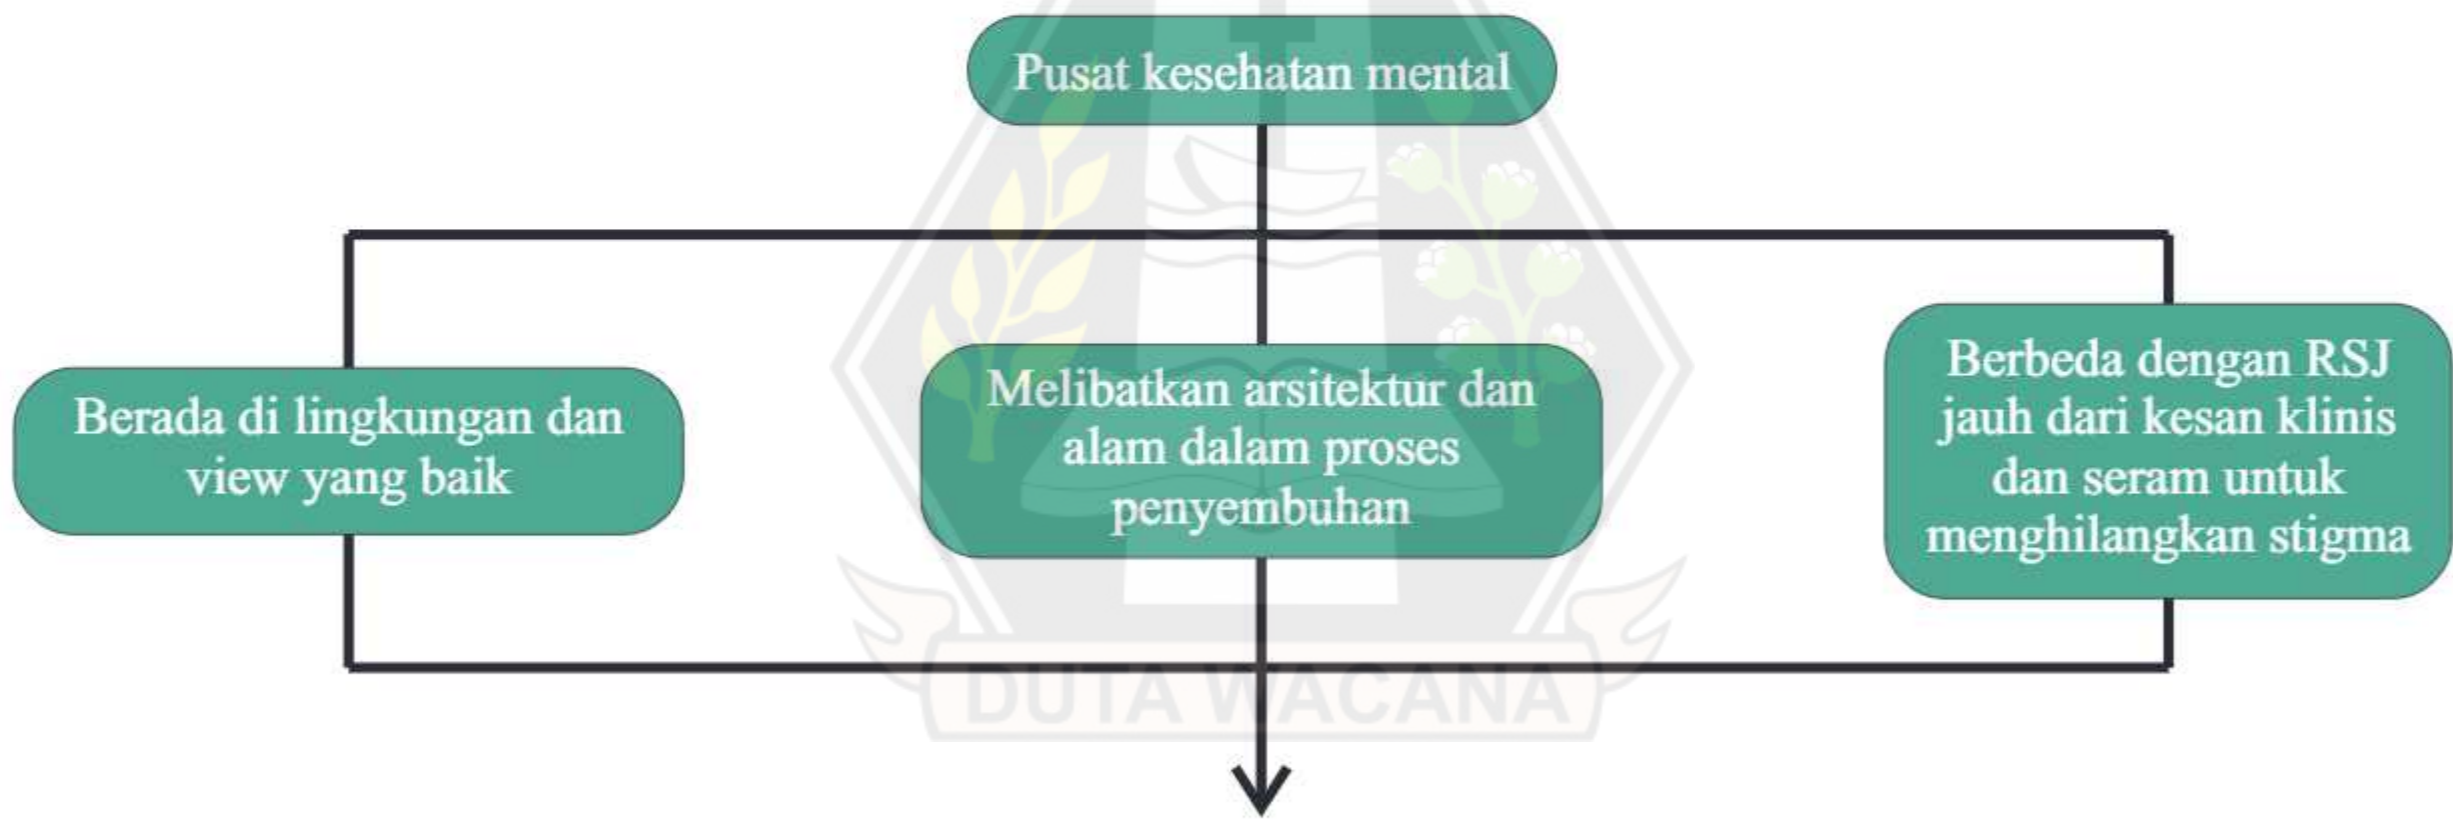 Pusat kesehatan mental
Berada di lingkungan dan
view yang baik
Melibatkan arsitektur dan
alam dalam proses
penyembuhan
Berbeda dengan RSJ
jauh dari kesan klinis
dan seram untuk
menghilangkan stigma
DUTA WACANA